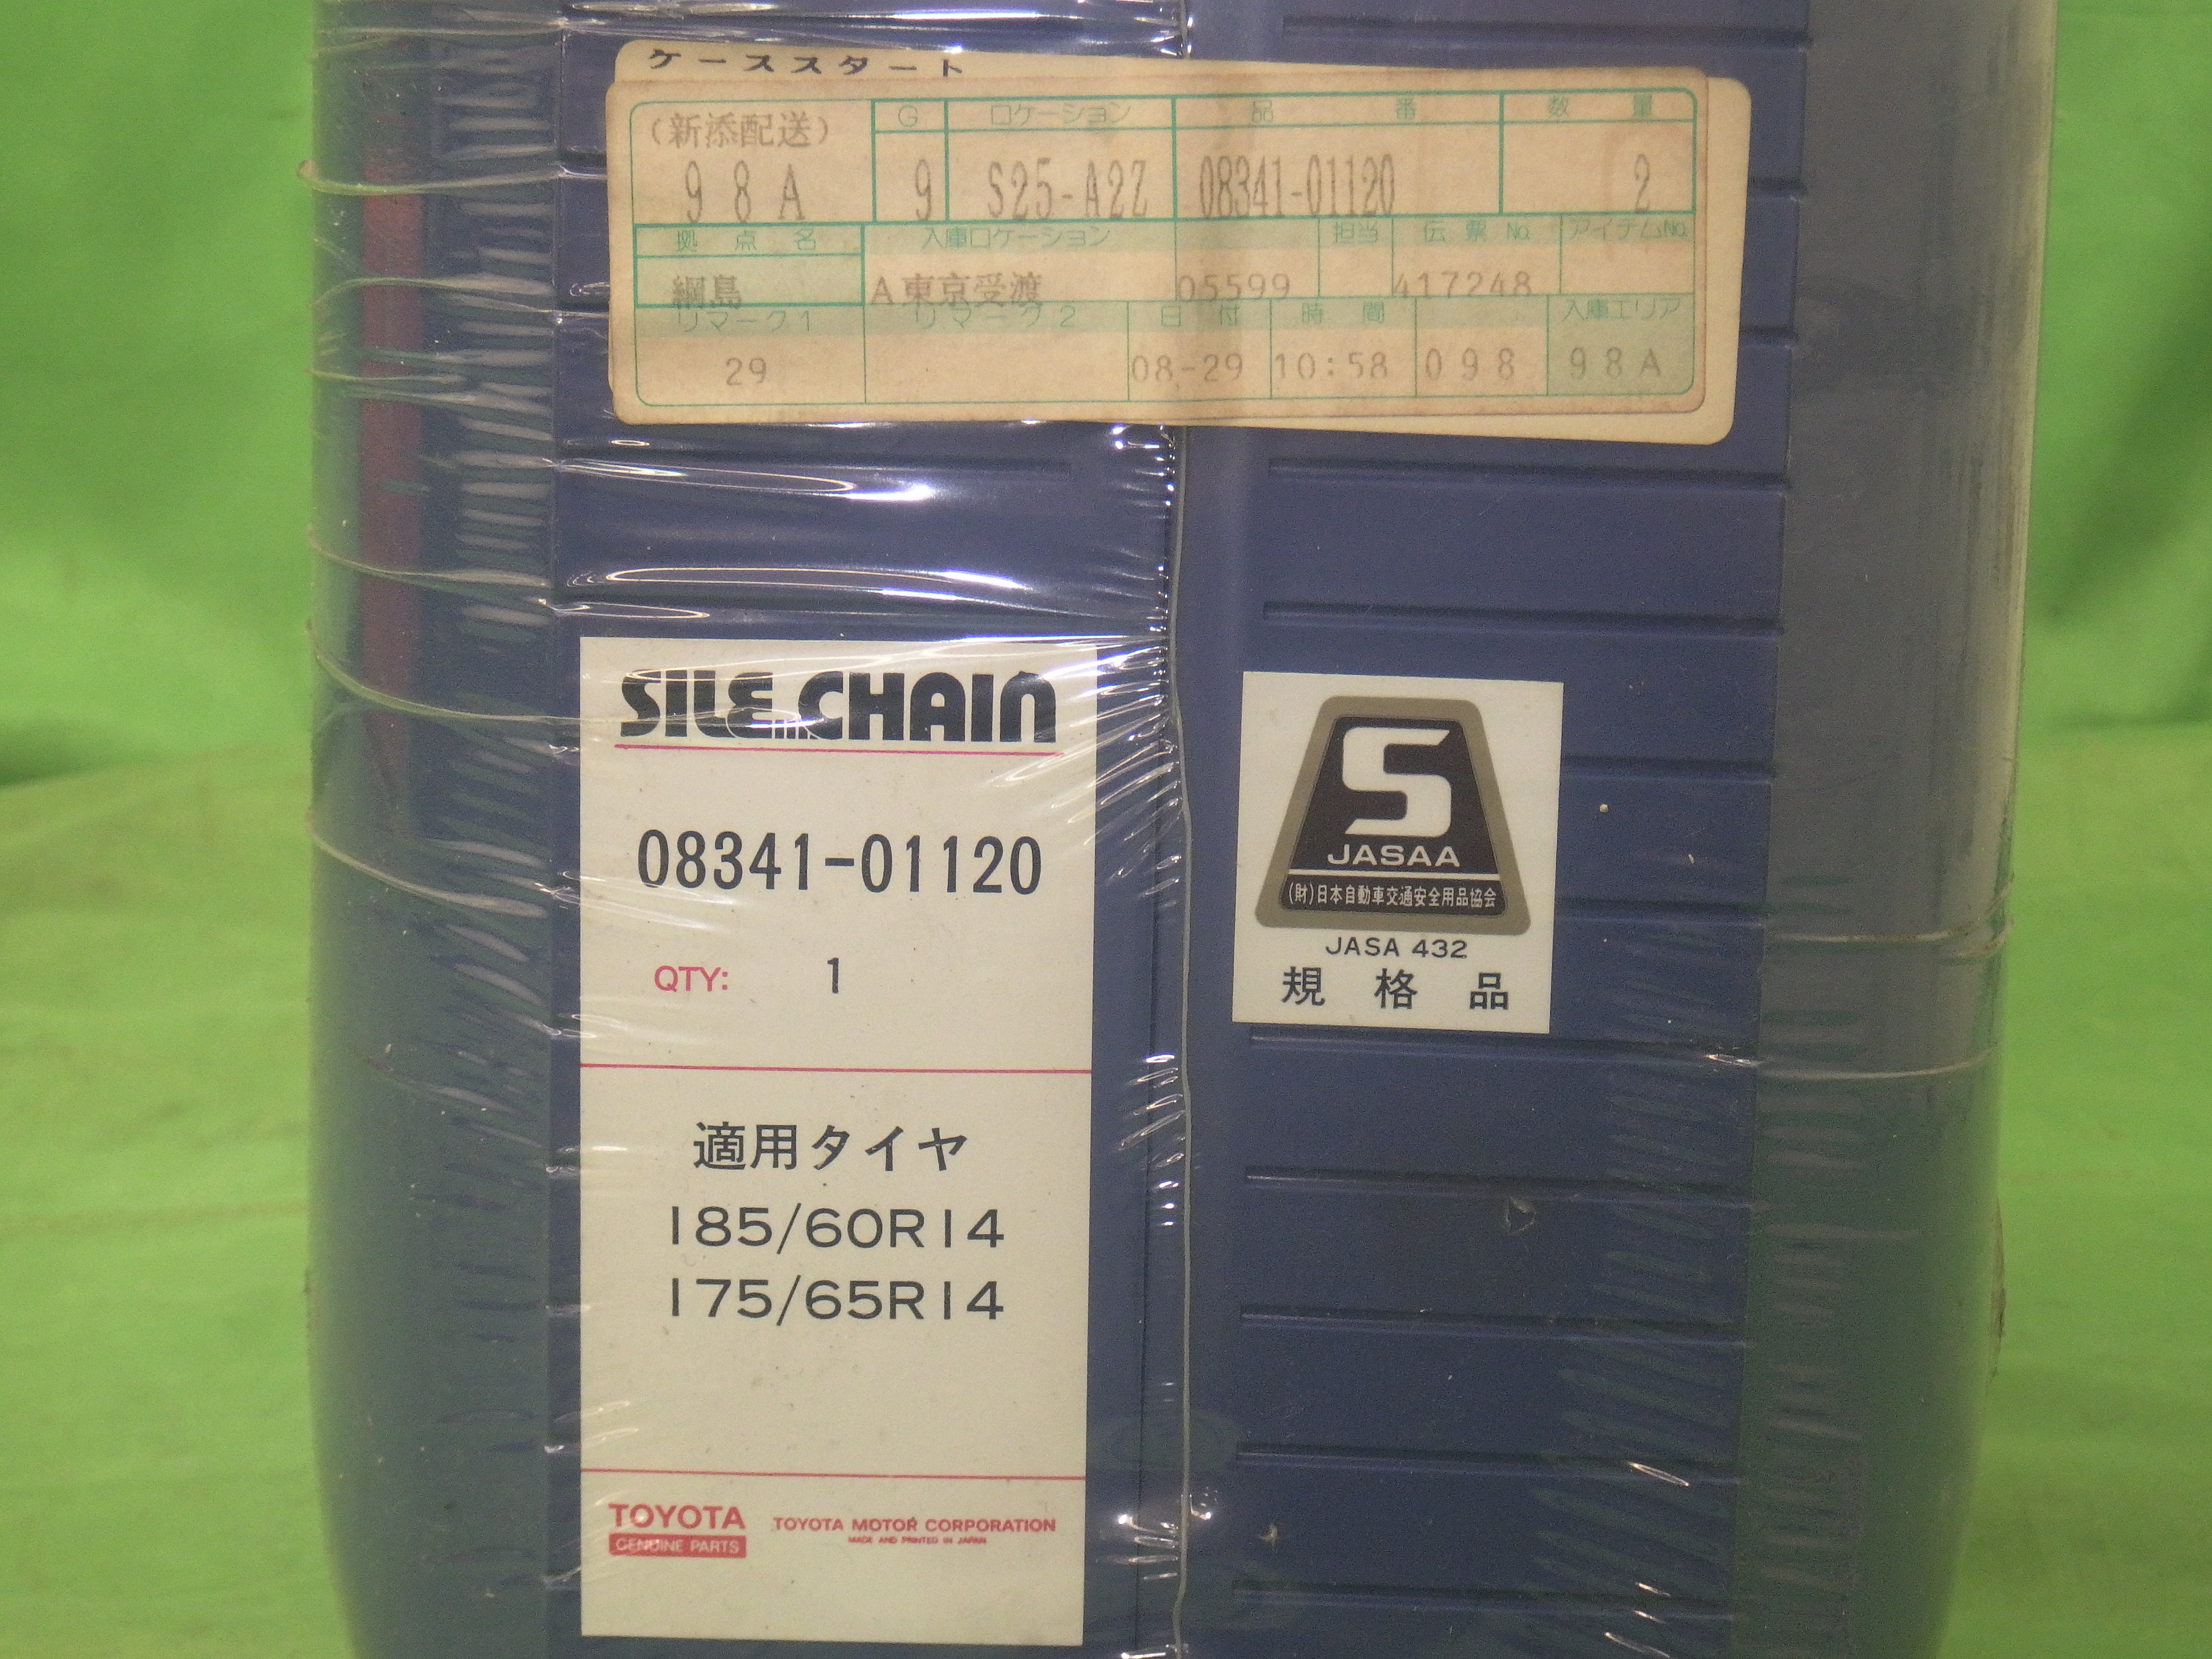 ケーススタート
(新添配送) G ロケーション 品番 数量
98A 9 S25-A2Z 08341-01120 2
拠点名 入庫ロケーション 担当 伝票No. アイテムNo.
綱島 A東京受渡 05599 417248
リマーク1 リマーク2 日付 時間 入庫エリア
29 08-29 10:58 098 98A
SILE CHAIN
08341-01120
QTY: 1
適用タイヤ
185/60R14
175/65R14
TOYOTA
GENUINE PARTS
TOYOTA MOTOR CORPORATION
MADE AND PRINTED IN JAPAN
S
JASAA
(財)日本自動車交通安全用品協会
JASA 432
規格品